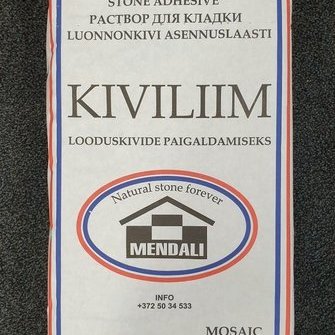 STONE ADHESIVE
РАСТВОР ДЛЯ КЛАДКИ
LUONNONKIVI ASENNUSLAASTI
KIVILIIM
LOODUSKIVIDE PAIGALDAMISEKS
Natural stone forever
MENDALI
INFO
+372 50 34 533
MOSAIC